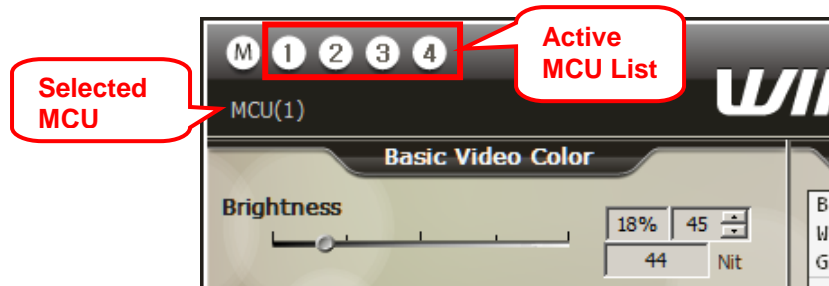 M 1 2 3 4
Active
MCU List
Selected
MCU
MCU(1)
Basic Video Color
Brightness
18% 45
44 Nit
B
W
G